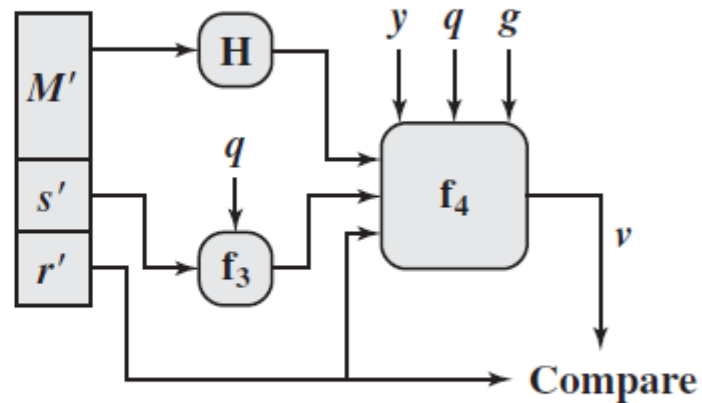 y q g
M′ H
q
s′ f₄
r′ f₃ v
Compare